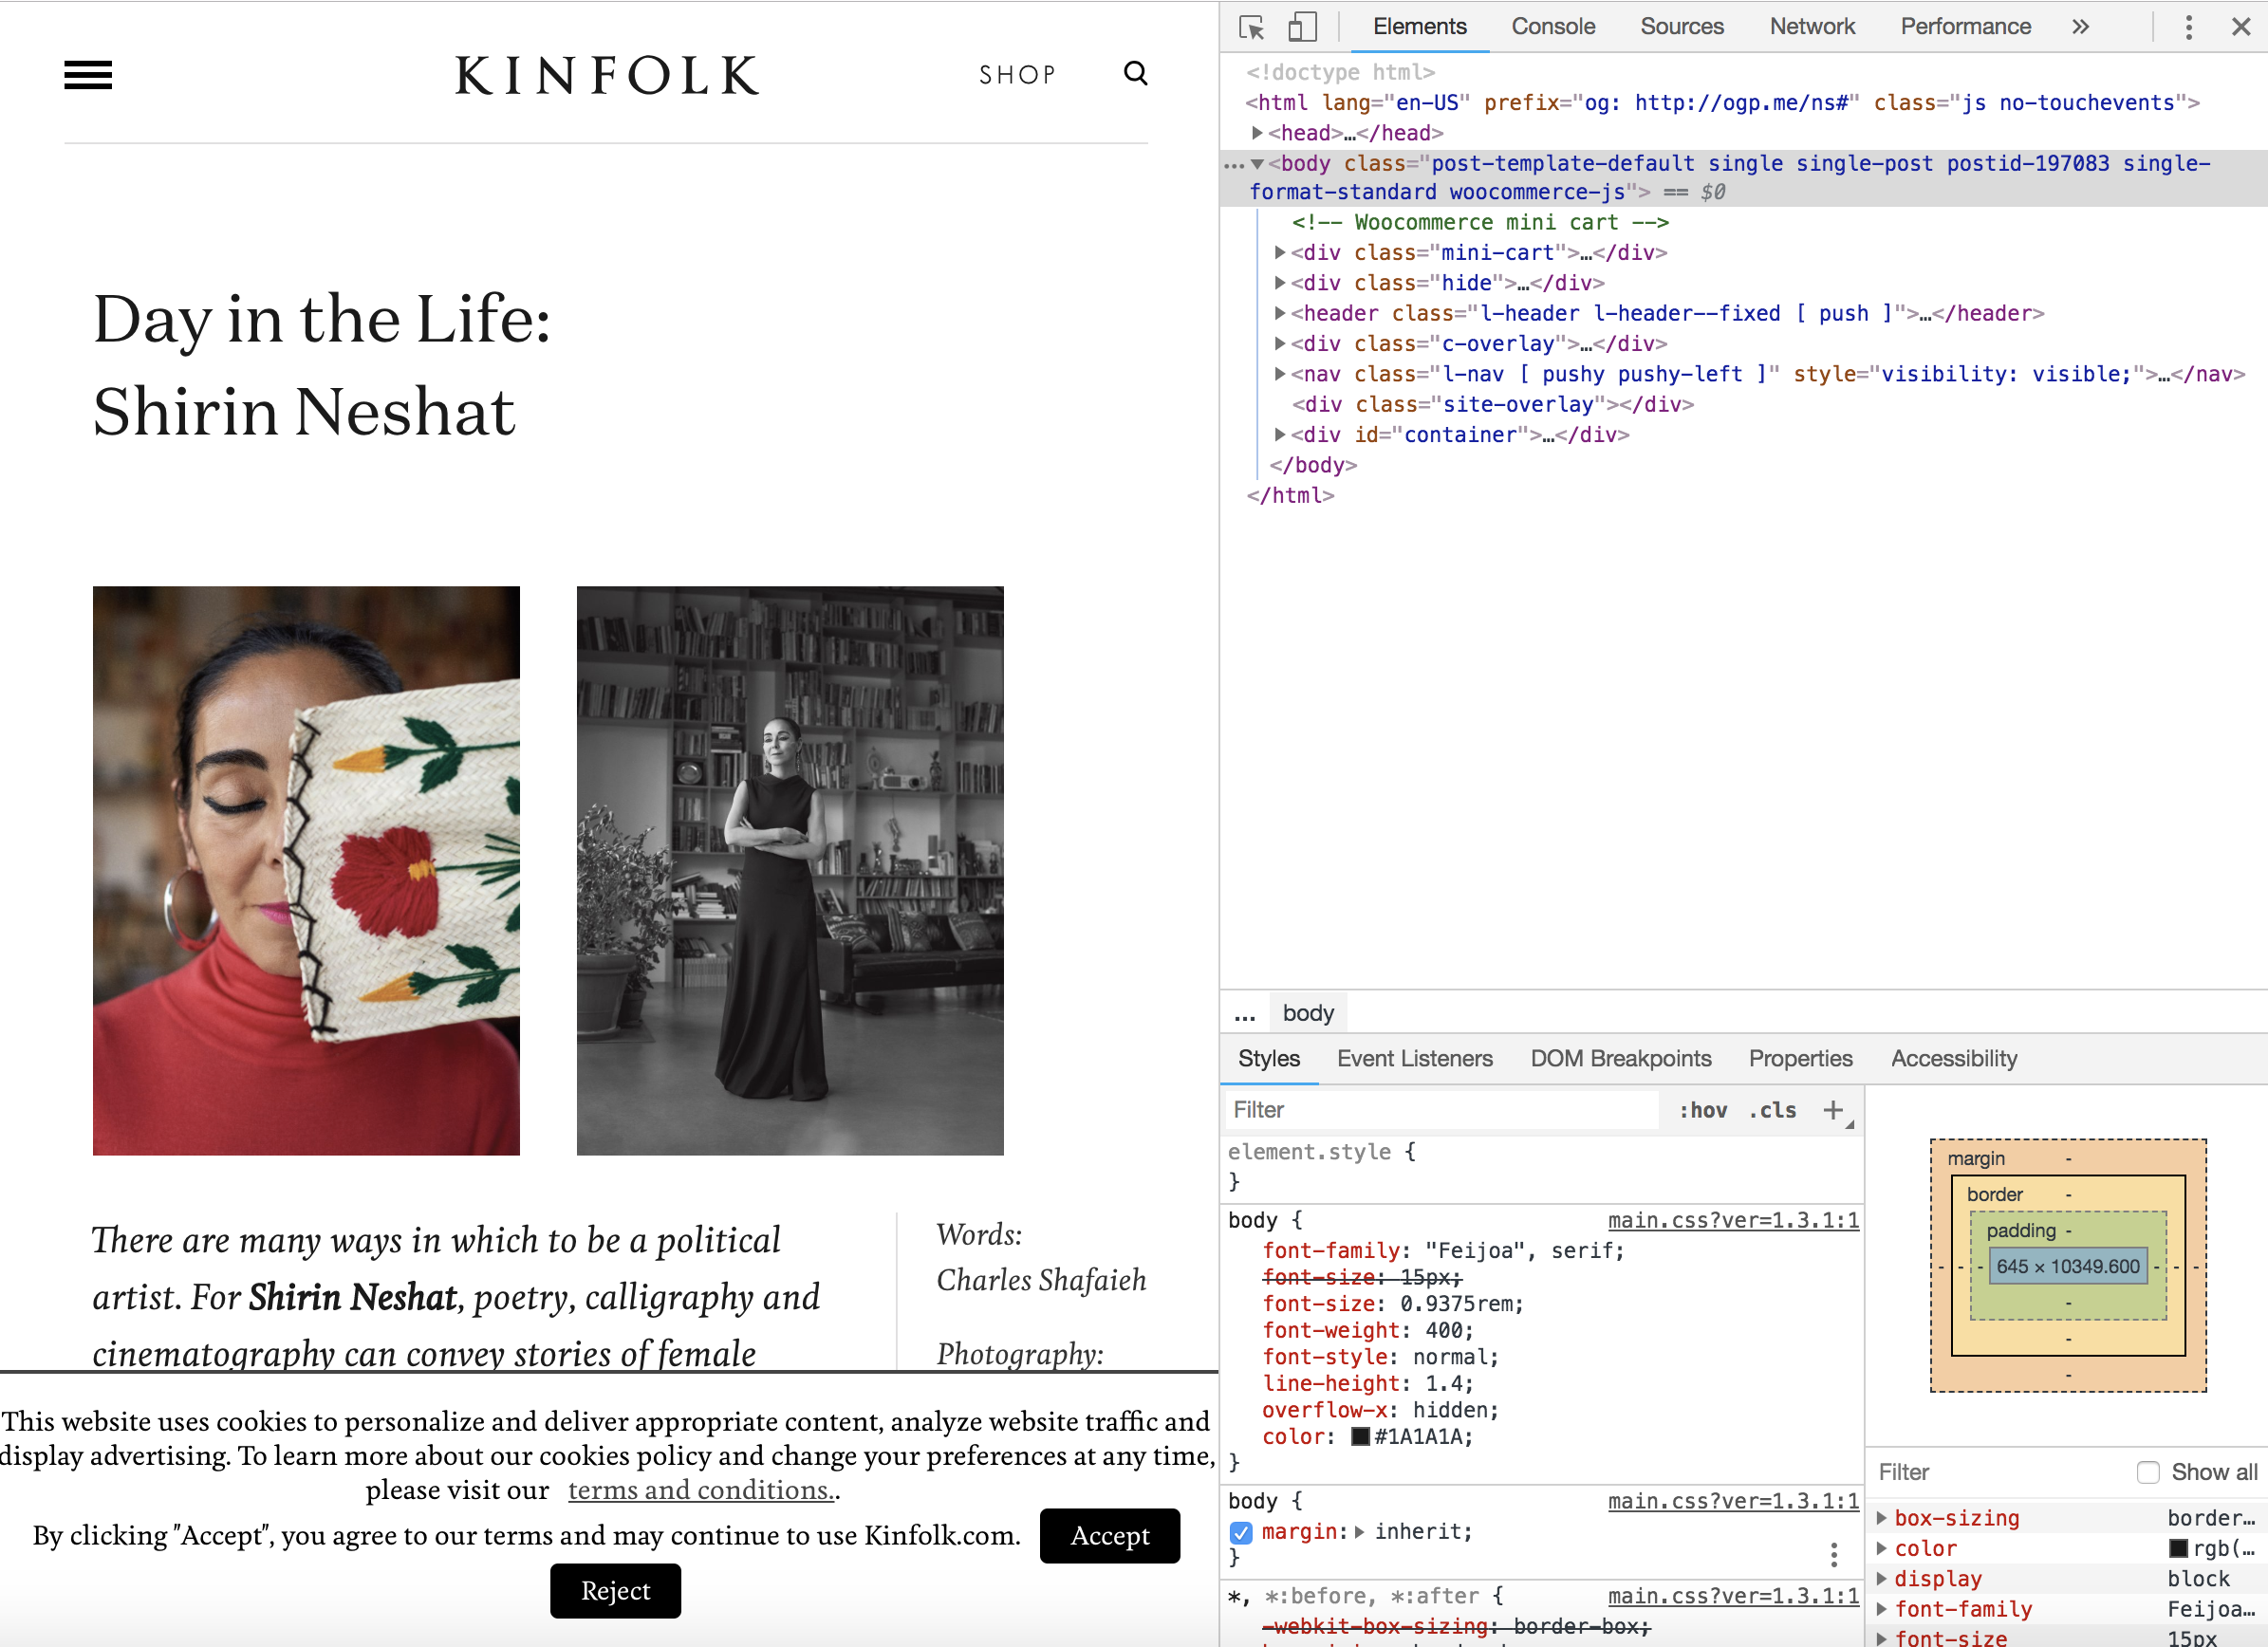 KINFOLK
SHOP
Day in the Life:
Shirin Neshat
There are many ways in which to be a political
artist. For Shirin Neshat, poetry, calligraphy and
cinematography can convey stories of female
Words:
Charles Shafaieh
Photography:
This website uses cookies to personalize and deliver appropriate content, analyze website traffic and
display advertising. To learn more about our cookies policy and change your preferences at any time,
please visit our terms and conditions..
By clicking "Accept", you agree to our terms and may continue to use Kinfolk.com. Accept
Reject
Elements Console Sources Network Performance »
<!doctype html>
<html lang="en-US" prefix="og: http://ogp.me/ns#" class="js no-touchevents">
<head>…</head>
… <body class="post-template-default single single-post postid-197083 single-
format-standard woocommerce-js"> == $0
<!-- Woocommerce mini cart -->
<div class="mini-cart">…</div>
<div class="hide">…</div>
<header class="l-header l-header--fixed [ push ]">…</header>
<div class="c-overlay">…</div>
<nav class="l-nav [ pushy pushy-left ]" style="visibility: visible;">…</nav>
<div class="site-overlay"></div>
<div id="container">…</div>
</body>
</html>
... body
Styles Event Listeners DOM Breakpoints Properties Accessibility
Filter :hov .cls +
element.style {
}
body { main.css?ver=1.3.1:1
font-family: "Feijoa", serif;
font-size: 15px;
font-size: 0.9375rem;
font-weight: 400;
font-style: normal;
line-height: 1.4;
overflow-x: hidden;
color: #1A1A1A;
}
body { main.css?ver=1.3.1:1
margin: inherit;
}
*, *:before, *:after { main.css?ver=1.3.1:1
-webkit-box-sizing: border-box;
margin -
border -
padding -
- - - 645 × 10349.600 - - -
-
-
-
Filter Show all
box-sizing border…
color rgb(…
display block
font-family Feijoa…
font-size 15px